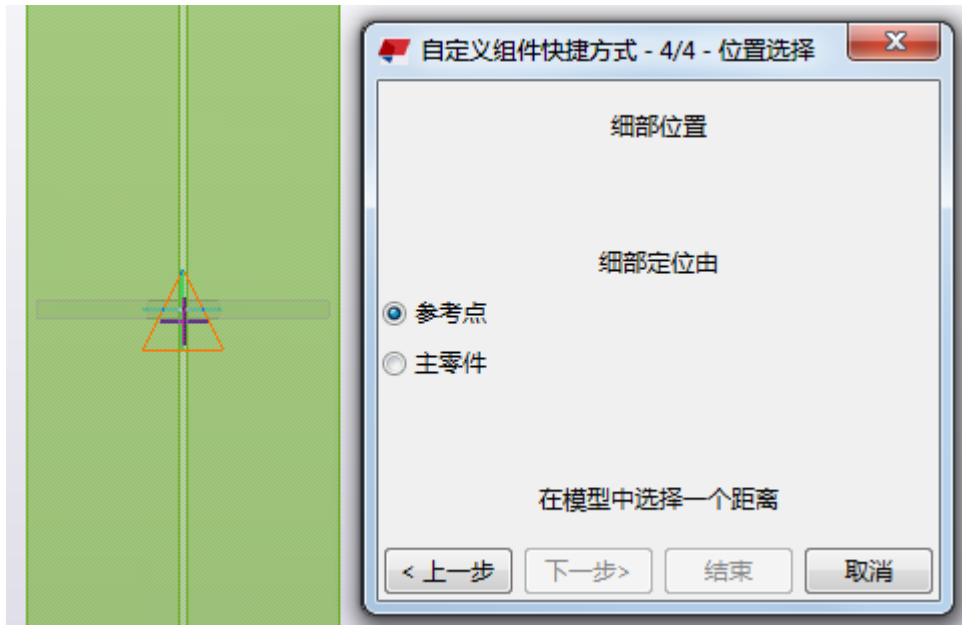 自定义组件快捷方式 - 4/4 - 位置选择
细部位置
细部定位由
参考点
主零件
在模型中选择一个距离
< 上一步 下一步> 结束 取消